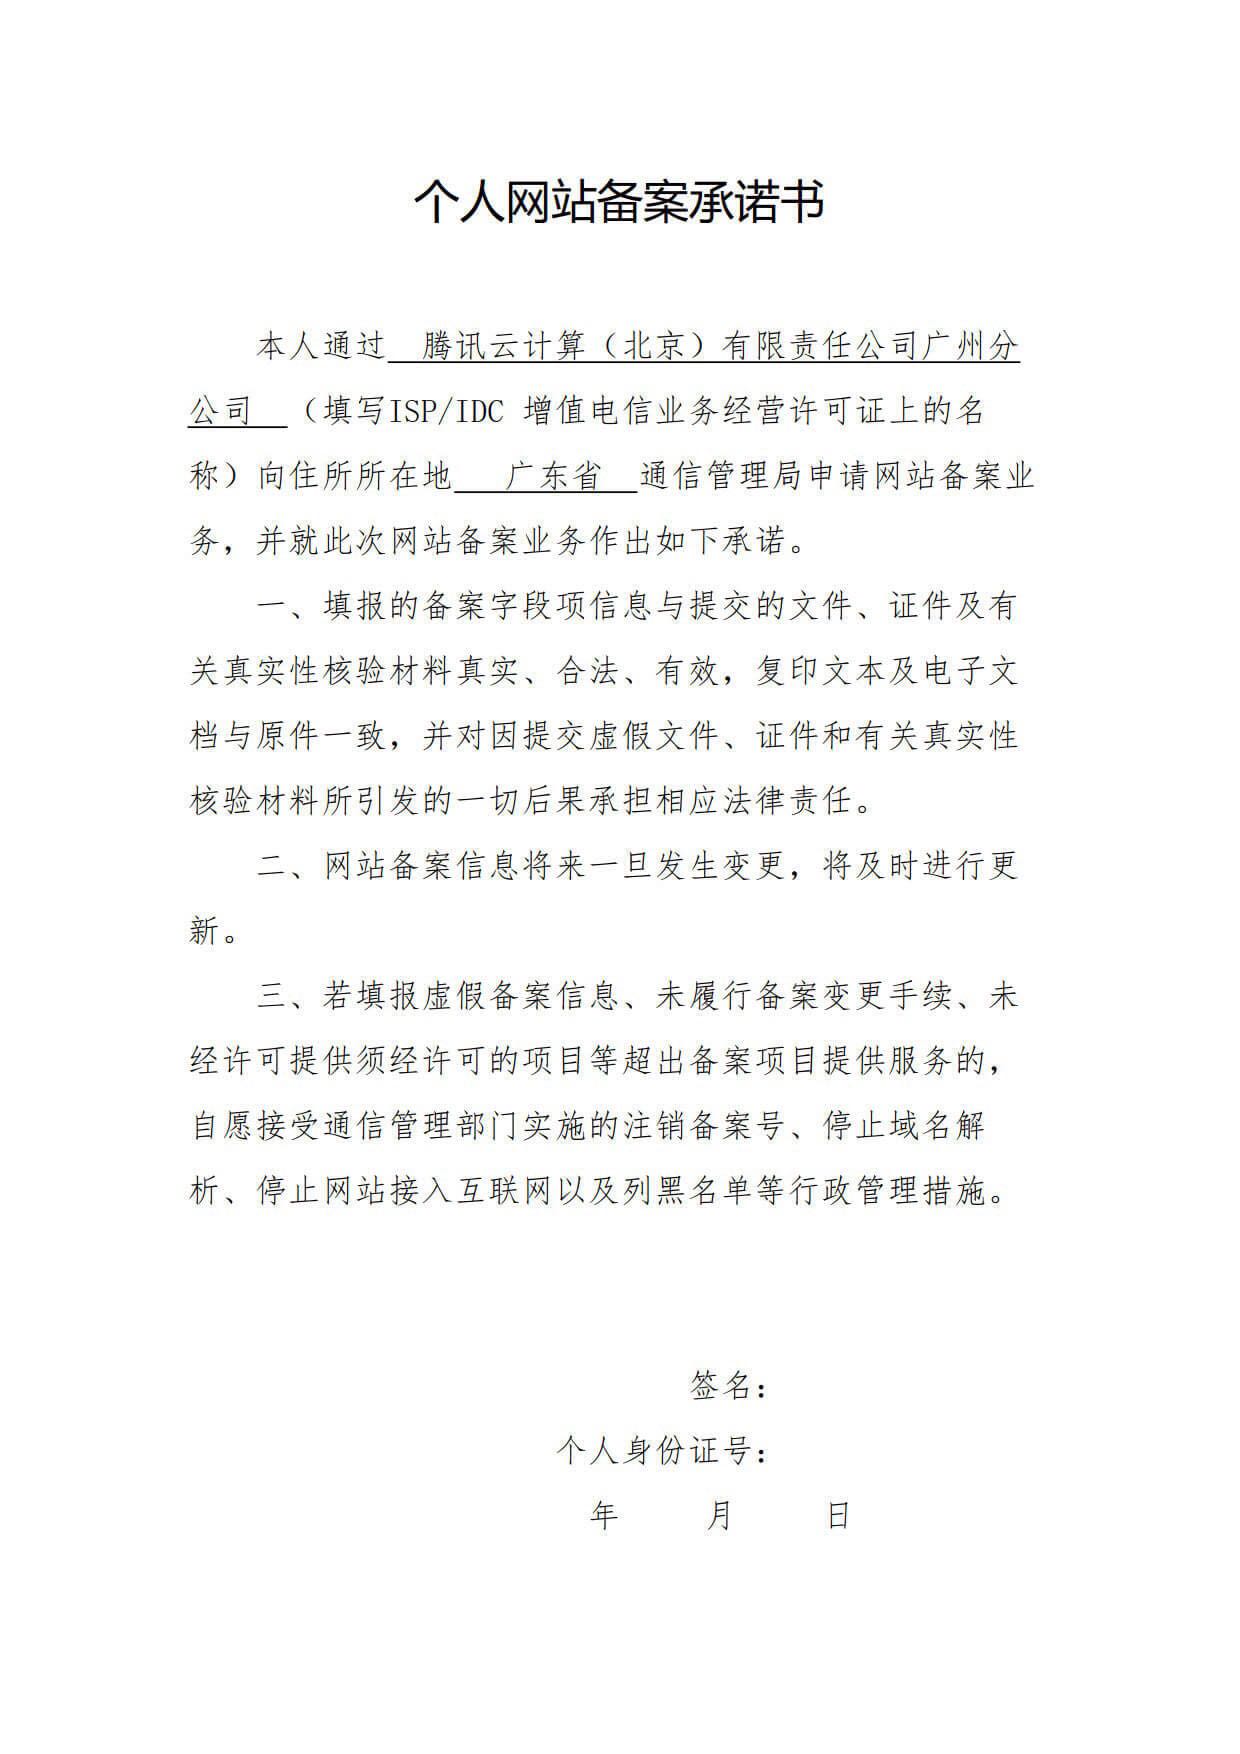 个人网站备案承诺书
本人通过 腾讯云计算（北京）有限责任公司广州分
公司 （填写ISP/IDC 增值电信业务经营许可证上的名
称）向住所所在地 广东省 通信管理局申请网站备案业
务，并就此次网站备案业务作出如下承诺。
一、填报的备案字段项信息与提交的文件、证件及有
关真实性核验材料真实、合法、有效，复印文本及电子文
档与原件一致，并对因提交虚假文件、证件和有关真实性
核验材料所引发的一切后果承担相应法律责任。
二、网站备案信息将来一旦发生变更，将及时进行更
新。
三、若填报虚假备案信息、未履行备案变更手续、未
经许可提供须经许可的项目等超出备案项目提供服务的，
自愿接受通信管理部门实施的注销备案号、停止域名解
析、停止网站接入互联网以及列黑名单等行政管理措施。
签名：
个人身份证号：
年 月 日